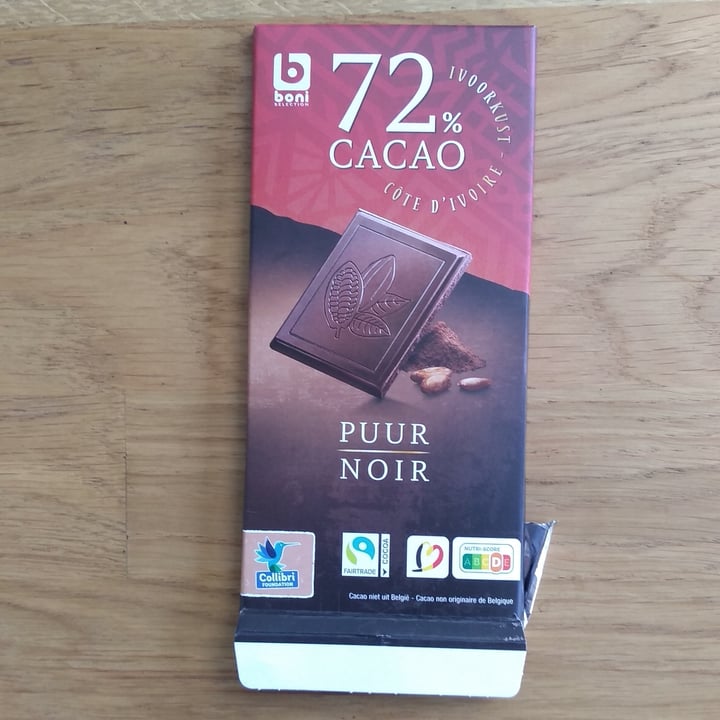 boni
SELECTION
72%
CACAO
IVOORKUST -
CÔTE D'IVOIRE
PUUR
NOIR
Collibri
FOUNDATION
FAIRTRADE
COCOA
NUTRI-SCORE
A B C D E
Cacao niet uit België - Cacao non originaire de Belgique